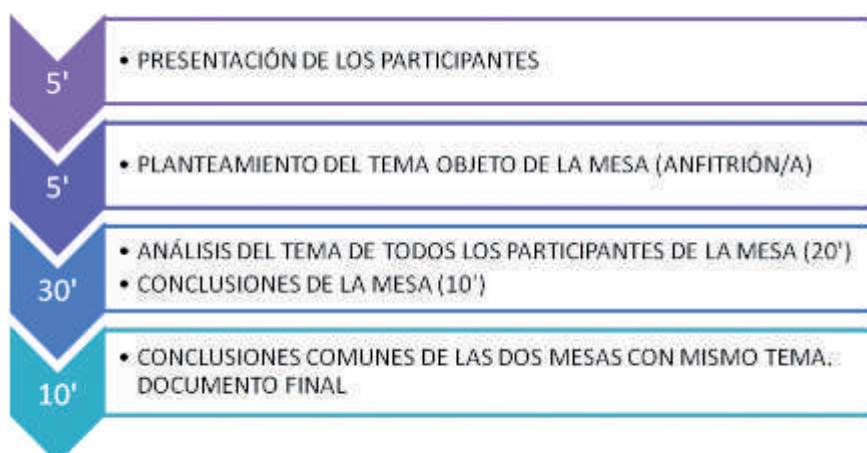 5'
• PRESENTACIÓN DE LOS PARTICIPANTES
5'
• PLANTEAMIENTO DEL TEMA OBJETO DE LA MESA (ANFITRIÓN/A)
30'
• ANÁLISIS DEL TEMA DE TODOS LOS PARTICIPANTES DE LA MESA (20')
• CONCLUSIONES DE LA MESA (10')
10'
• CONCLUSIONES COMUNES DE LAS DOS MESAS CON MISMO TEMA.
DOCUMENTO FINAL